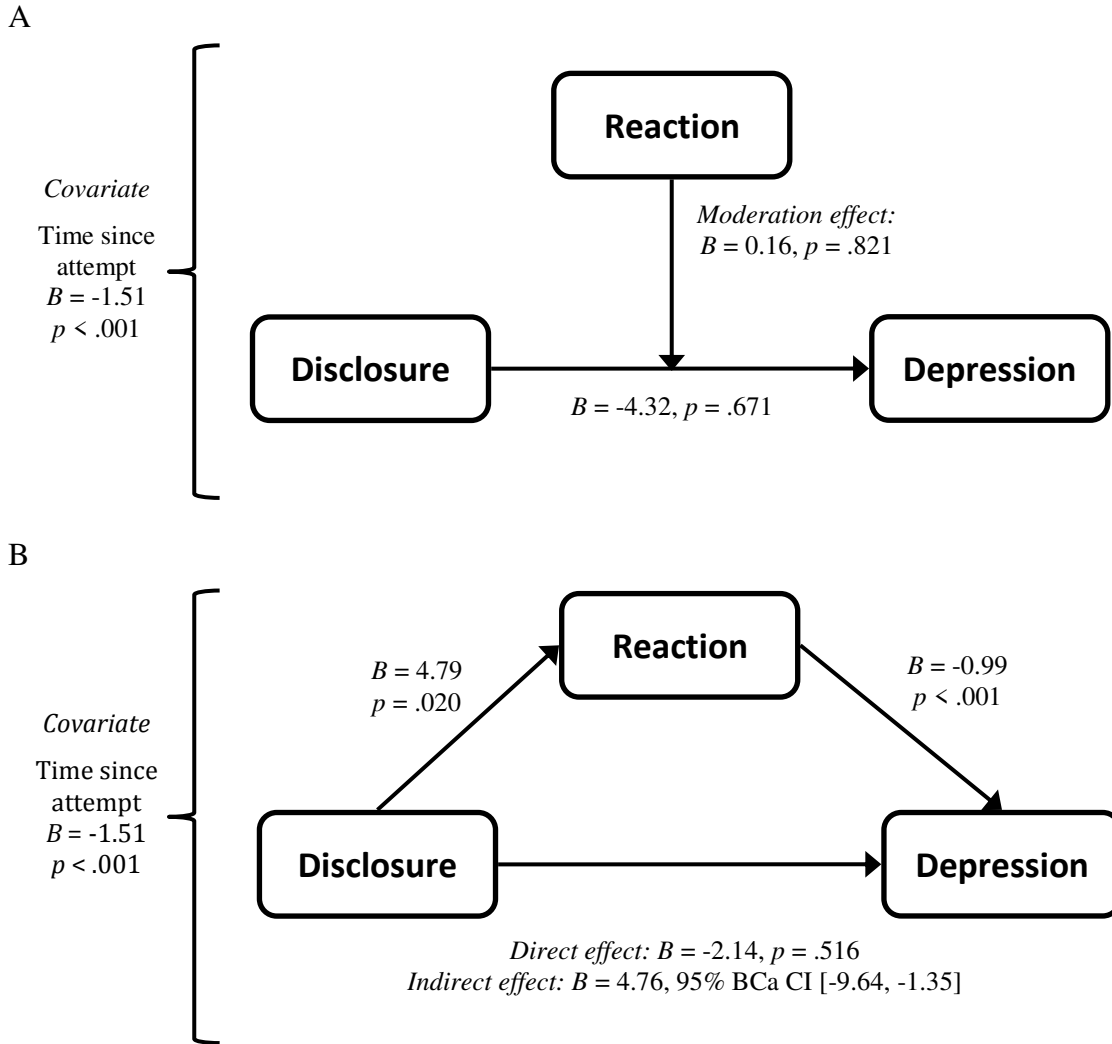 A
Covariate
Time since
attempt
B = -1.51
p < .001
Reaction
Moderation effect:
B = 0.16, p = .821
Disclosure
Depression
B = -4.32, p = .671
B
Covariate
Time since
attempt
B = -1.51
p < .001
Reaction
B = 4.79
p = .020
B = -0.99
p < .001
Disclosure
Depression
Direct effect: B = -2.14, p = .516
Indirect effect: B = 4.76, 95% BCa CI [-9.64, -1.35]